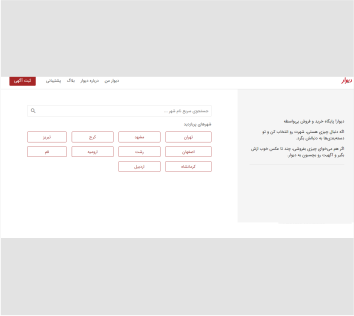 دیوار
دیوار من
درباره دیوار
بلاگ
پشتیبانی
ثبت آگهی
دیوار؛ پایگاه خرید و فروش بی‌واسطه
اگه دنبال چیزی هستی، شهرت رو انتخاب کن و تو
دسته‌بندی‌ها به دنبالش بگرد.
اگر هم می‌خوای چیزی بفروشی، چند تا عکس خوب ازش
بگیر و آگهیت رو بچسبون به دیوار.
جستجوی سریع نام شهر...
شهرهای پربازدید
تهران
مشهد
کرج
تبریز
اصفهان
رشت
ارومیه
قم
کرمانشاه
اردبیل